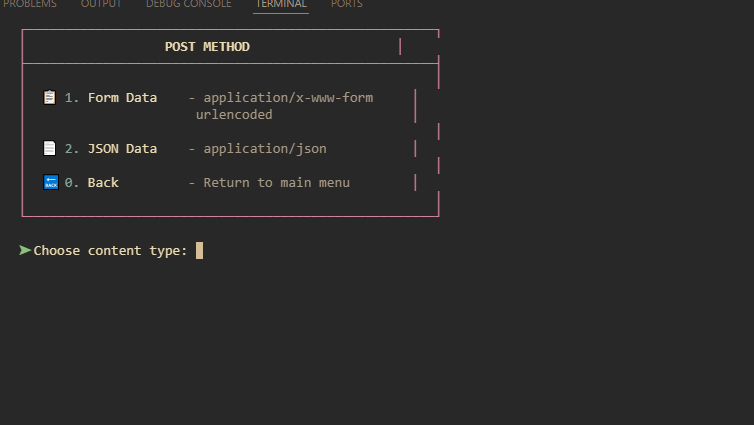 PROBLEMS OUTPUT DEBUG CONSOLE TERMINAL PORTS
POST METHOD
1. Form Data - application/x-www-form
urlencoded
2. JSON Data - application/json
BACK 0. Back - Return to main menu
➤Choose content type: